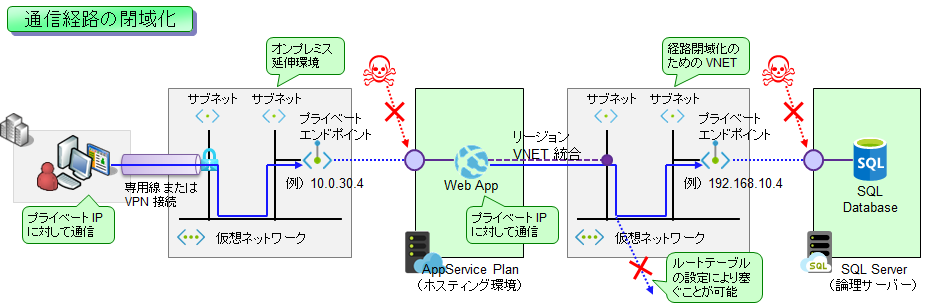 通信経路の閉域化
オンプレミス
延伸環境
サブネット
サブネット
プライベート
エンドポイント
例）10.0.30.4
専用線 または
VPN 接続
プライベート IP
に対して通信
仮想ネットワーク
リージョン
VNET 統合
Web App
プライベート IP
に対して通信
AppService Plan
（ホスティング環境）
経路閉域化の
ための VNET
サブネット
サブネット
プライベート
エンドポイント
例）192.168.10.4
仮想ネットワーク
ルートテーブル
の設定により塞
ぐことが可能
SQL
SQL
Database
SQL
SQL Server
（論理サーバー）